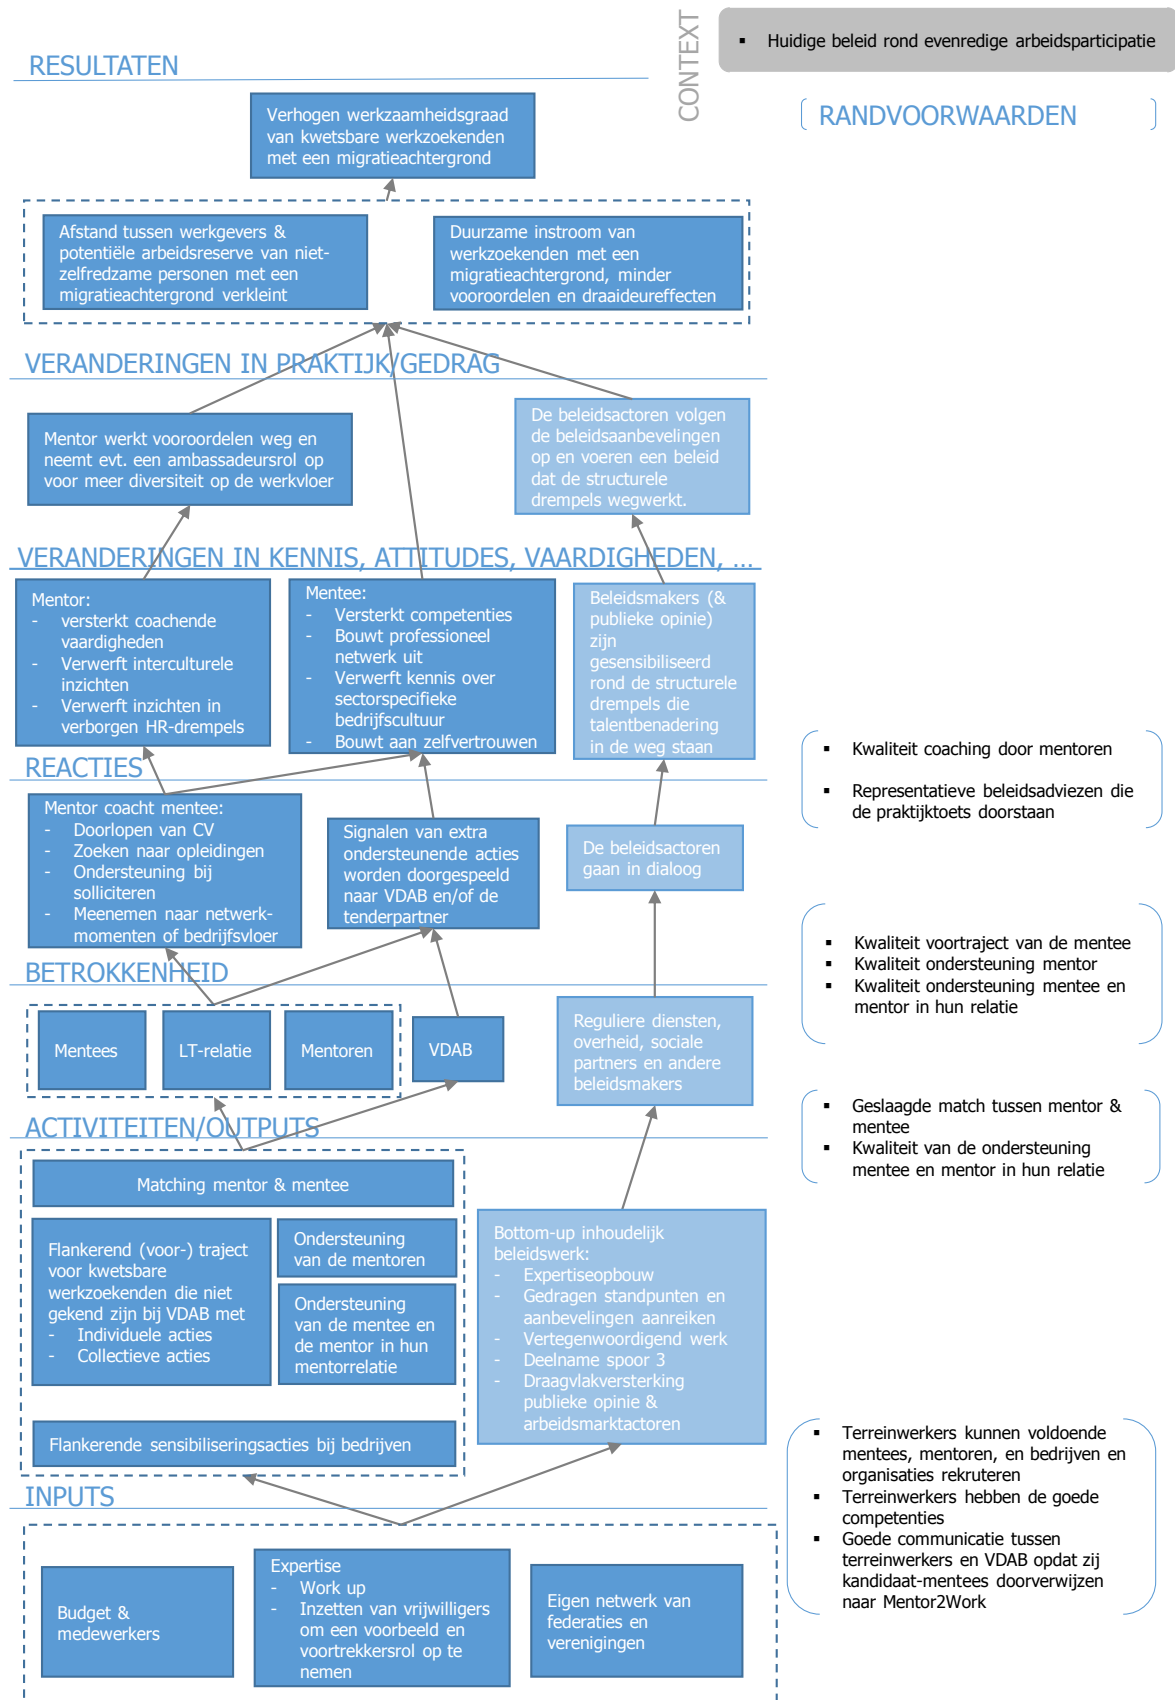 CONTEXT
▪ Huidige beleid rond evenredige arbeidsparticipatie
RESULTATEN
RANDVOORWAARDEN
Verhogen werkzaamheidsgraad
van kwetsbare werkzoekenden
met een migratieachtergrond
Afstand tussen werkgevers &
potentiële arbeidsreserve van niet-
zelfredzame personen met een
migratieachtergrond verkleint
Duurzame instroom van
werkzoekenden met een
migratieachtergrond, minder
vooroordelen en draaideureffecten
VERANDERINGEN IN PRAKTIJK/GEDRAG
Mentor werkt vooroordelen weg en
neemt evt. een ambassadeursrol op
voor meer diversiteit op de werkvloer
De beleidsactoren volgen
de beleidsaanbevelingen
op en voeren een beleid
dat de structurele
drempels wegwerkt.
VERANDERINGEN IN KENNIS, ATTITUDES, VAARDIGHEDEN, ...
Mentor:
- versterkt coachende
vaardigheden
- Verwerft interculturele
inzichten
- Verwerft inzichten in
verborgen HR-drempels
Mentee:
- Versterkt competenties
- Bouwt professioneel
netwerk uit
- Verwerft kennis over
sectorspecifieke
bedrijfscultuur
- Bouwt aan zelfvertrouwen
Beleidsmakers (&
publieke opinie)
zijn
gesensibiliseerd
rond de structurele
drempels die
talentbenadering
in de weg staan
▪ Kwaliteit coaching door mentoren
▪ Representatieve beleidsadviezen die
de praktijktoets doorstaan
REACTIES
Mentor coacht mentee:
- Doorlopen van CV
- Zoeken naar opleidingen
- Ondersteuning bij
solliciteren
- Meenemen naar netwerk-
momenten of bedrijfsvloer
Signalen van extra
ondersteunende acties
worden doorgespeeld
naar VDAB en/of de
tenderpartner
De beleidsactoren
gaan in dialoog
▪ Kwaliteit voortraject van de mentee
▪ Kwaliteit ondersteuning mentor
▪ Kwaliteit ondersteuning mentee en
mentor in hun relatie
BETROKKENHEID
Mentees
LT-relatie
Mentoren
VDAB
Reguliere diensten,
overheid, sociale
partners en andere
beleidsmakers
▪ Geslaagde match tussen mentor &
mentee
▪ Kwaliteit van de ondersteuning
mentee en mentor in hun relatie
ACTIVITEITEN/OUTPUTS
Matching mentor & mentee
Flankerend (voor-) traject
voor kwetsbare
werkzoekenden die niet
gekend zijn bij VDAB met
- Individuele acties
- Collectieve acties
Ondersteuning
van de mentoren
Ondersteuning
van de mentee en
de mentor in hun
mentorrelatie
Flankerende sensibiliseringsacties bij bedrijven
Bottom-up inhoudelijk
beleidswerk:
- Expertiseopbouw
- Gedragen standpunten en
aanbevelingen aanreiken
- Vertegenwoordigend werk
- Deelname spoor 3
- Draagvlakversterking
publieke opinie &
arbeidsmarktactoren
▪ Terreinwerkers kunnen voldoende
mentees, mentoren, en bedrijven en
organisaties rekruteren
▪ Terreinwerkers hebben de goede
competenties
▪ Goede communicatie tussen
terreinwerkers en VDAB opdat zij
kandidaat-mentees doorverwijzen
naar Mentor2Work
INPUTS
Budget &
medewerkers
Expertise
- Work up
- Inzetten van vrijwilligers
om een voorbeeld en
voortrekkersrol op te
nemen
Eigen netwerk van
federaties en
verenigingen